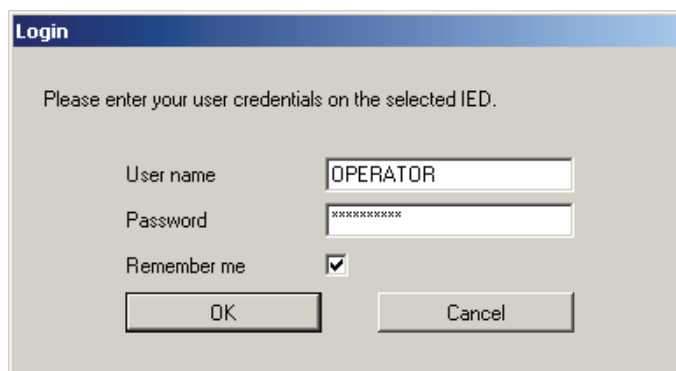 Login
Please enter your user credentials on the selected IED.
User name OPERATOR
Password **********
Remember me
OK Cancel